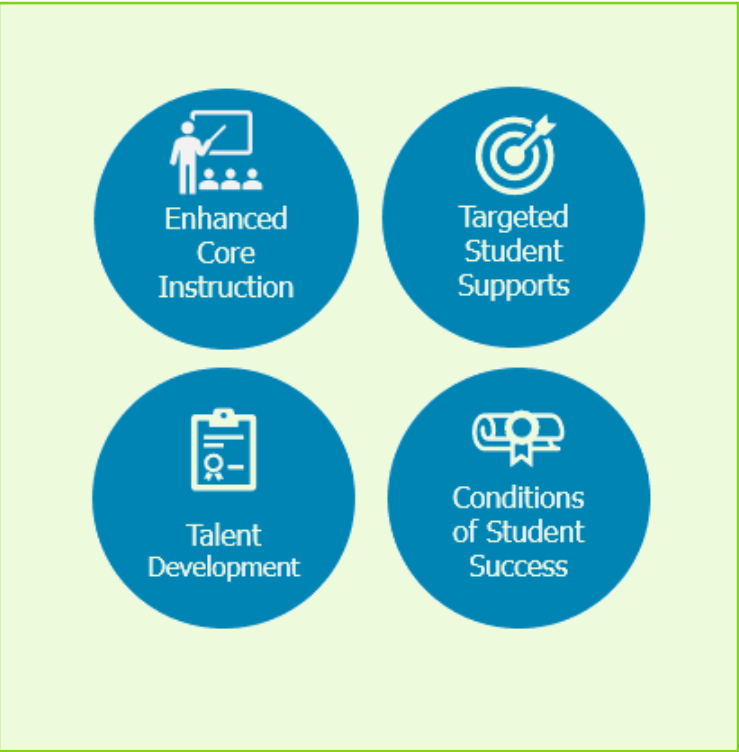 Enhanced
Core
Instruction
Targeted
Student
Supports
Talent
Development
Conditions
of Student
Success